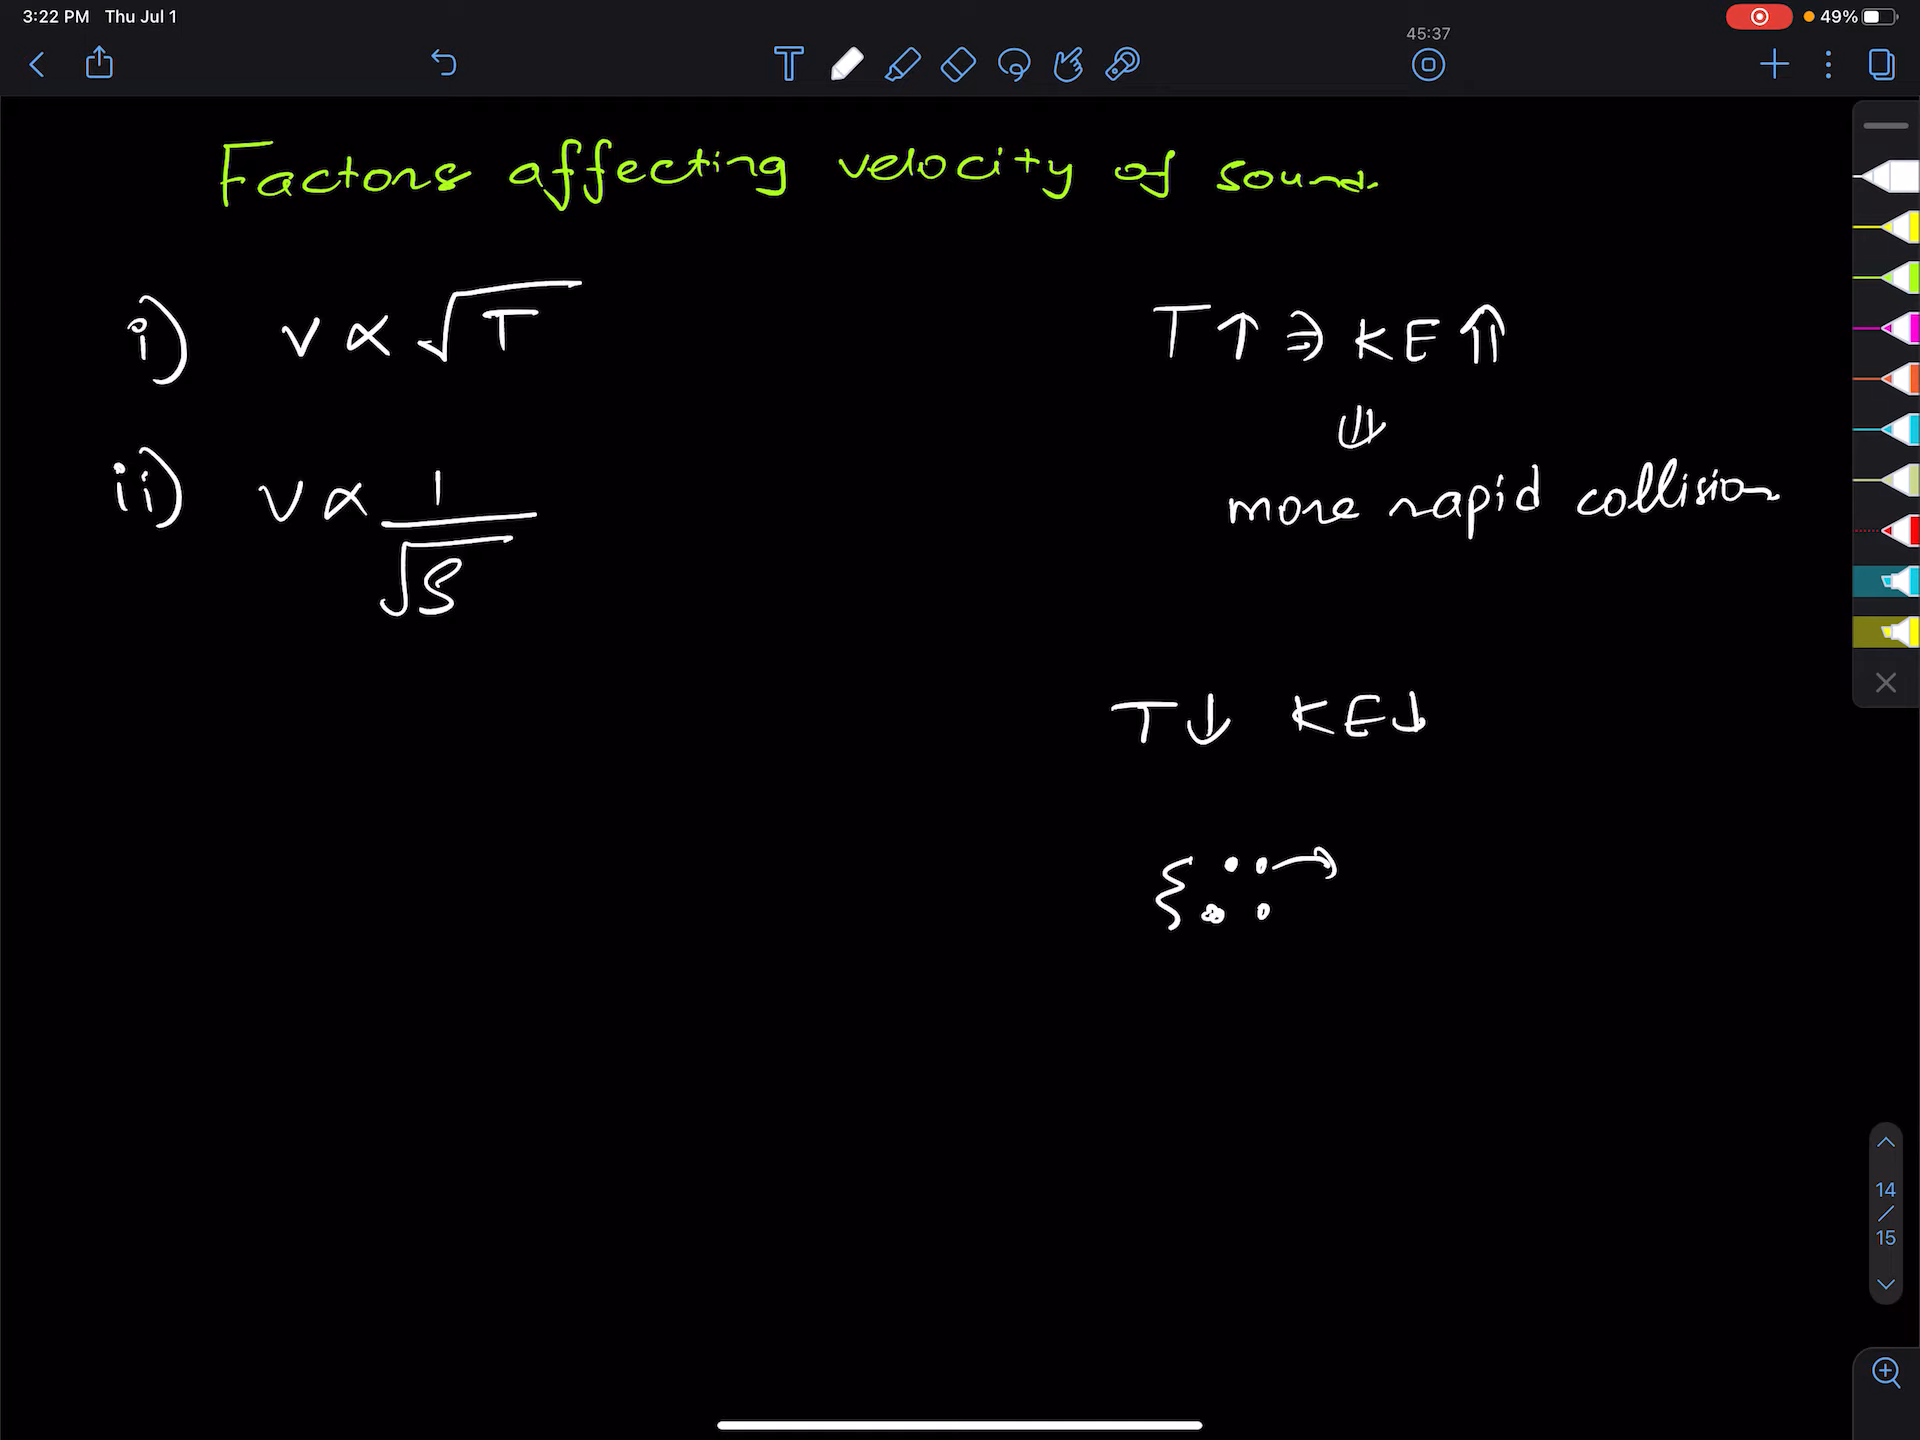 3:22 PM Thu Jul 1
49%
45:37
T
Factors affecting velocity of sound.
i) v ∝ √T
T↑ ⇒ KE ⇑
⇓
ii) v ∝ 1/√S
more rapid collision
T↓ KE↓
14
/
15